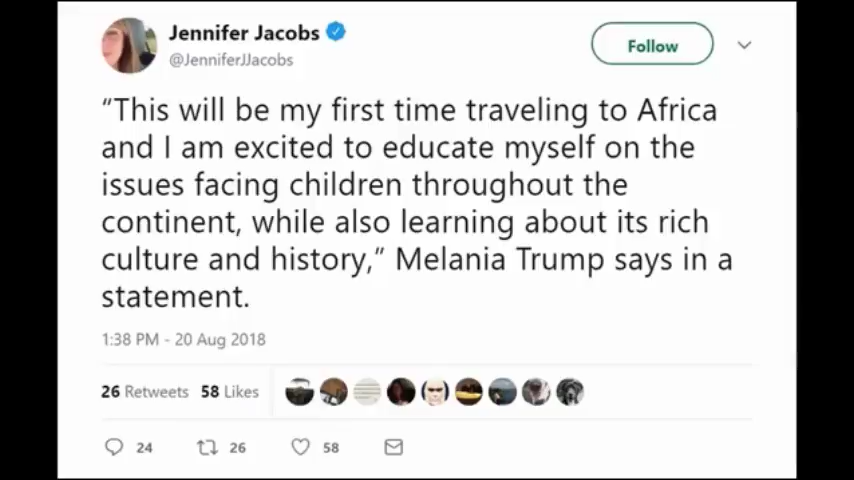 Jennifer Jacobs
@JenniferJJacobs
Follow
“This will be my first time traveling to Africa
and I am excited to educate myself on the
issues facing children throughout the
continent, while also learning about its rich
culture and history,” Melania Trump says in a
statement.
1:38 PM - 20 Aug 2018
26 Retweets 58 Likes
24 26 58